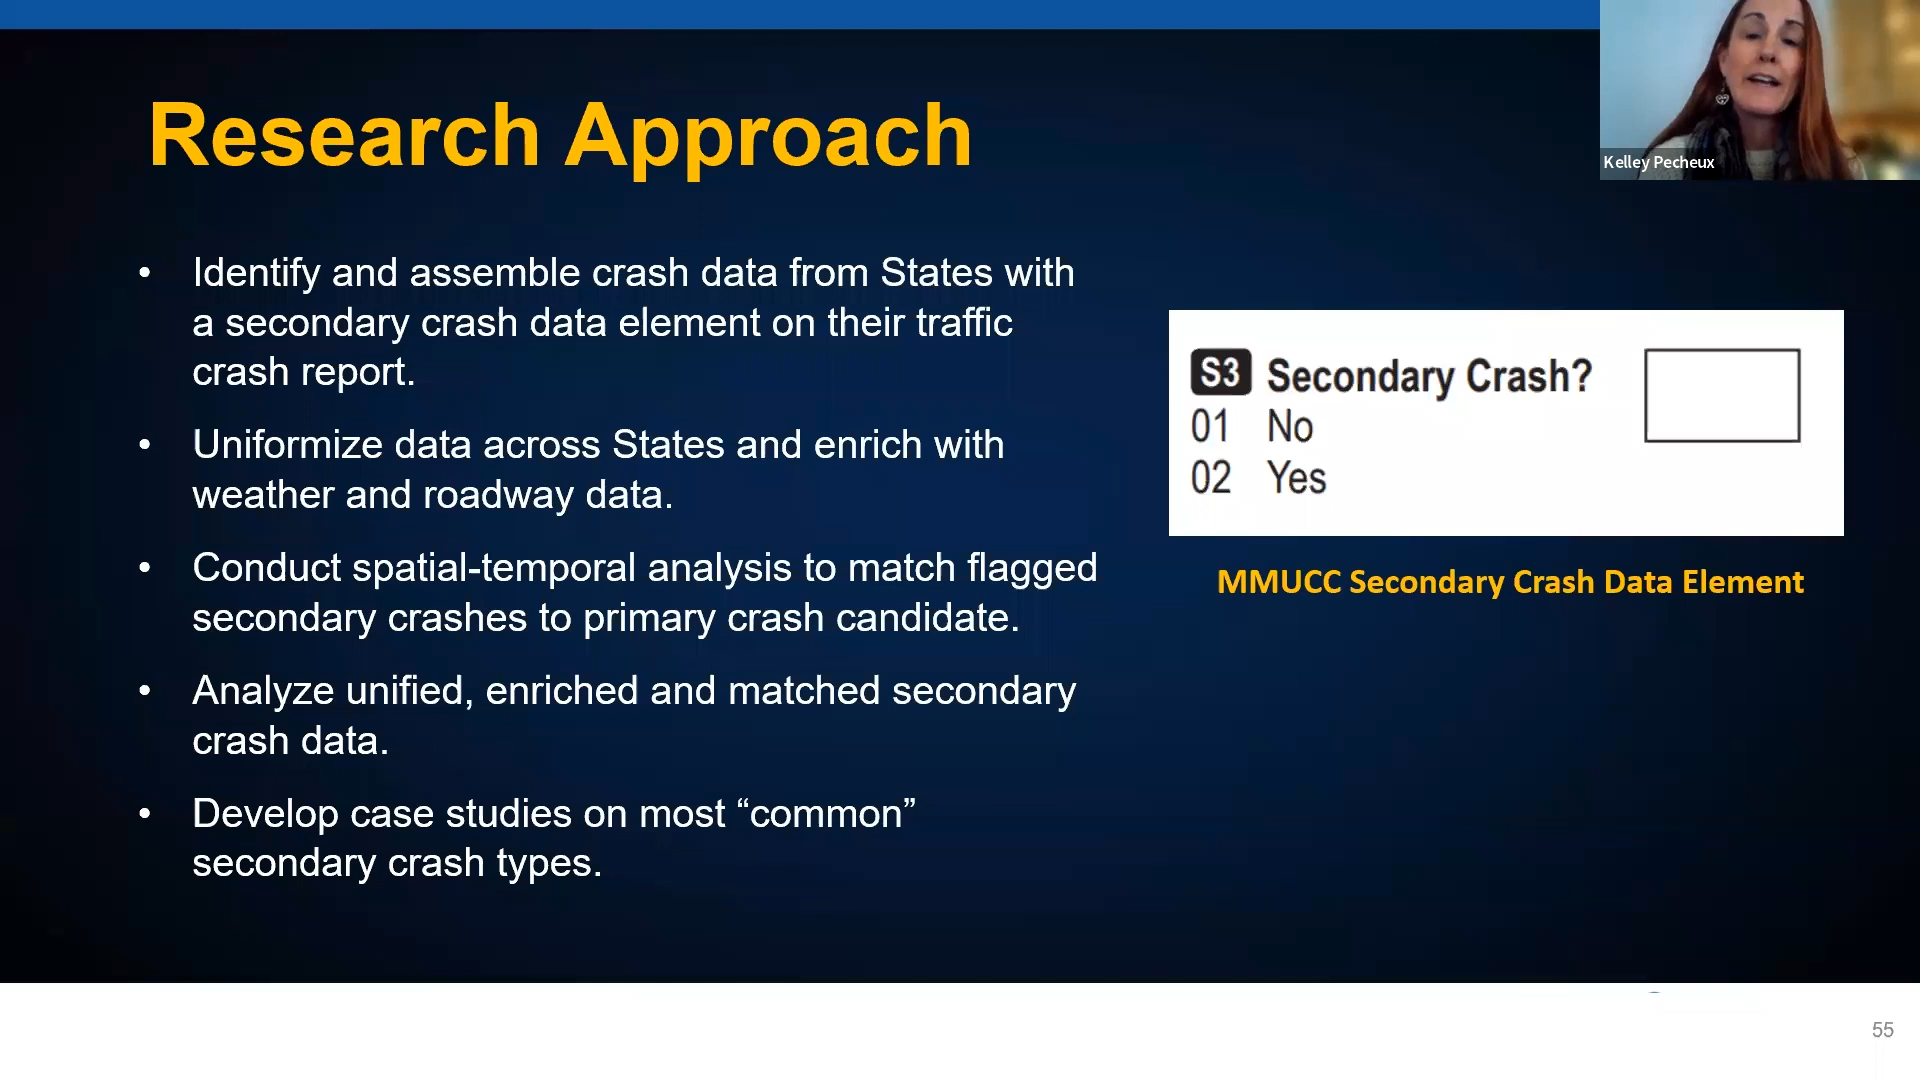 Research Approach
Kelley Pecheux
• Identify and assemble crash data from States with
a secondary crash data element on their traffic
crash report.
• Uniformize data across States and enrich with
weather and roadway data.
• Conduct spatial-temporal analysis to match flagged
secondary crashes to primary crash candidate.
• Analyze unified, enriched and matched secondary
crash data.
• Develop case studies on most “common”
secondary crash types.
S3 Secondary Crash?
01 No
02 Yes
MMUCC Secondary Crash Data Element
55